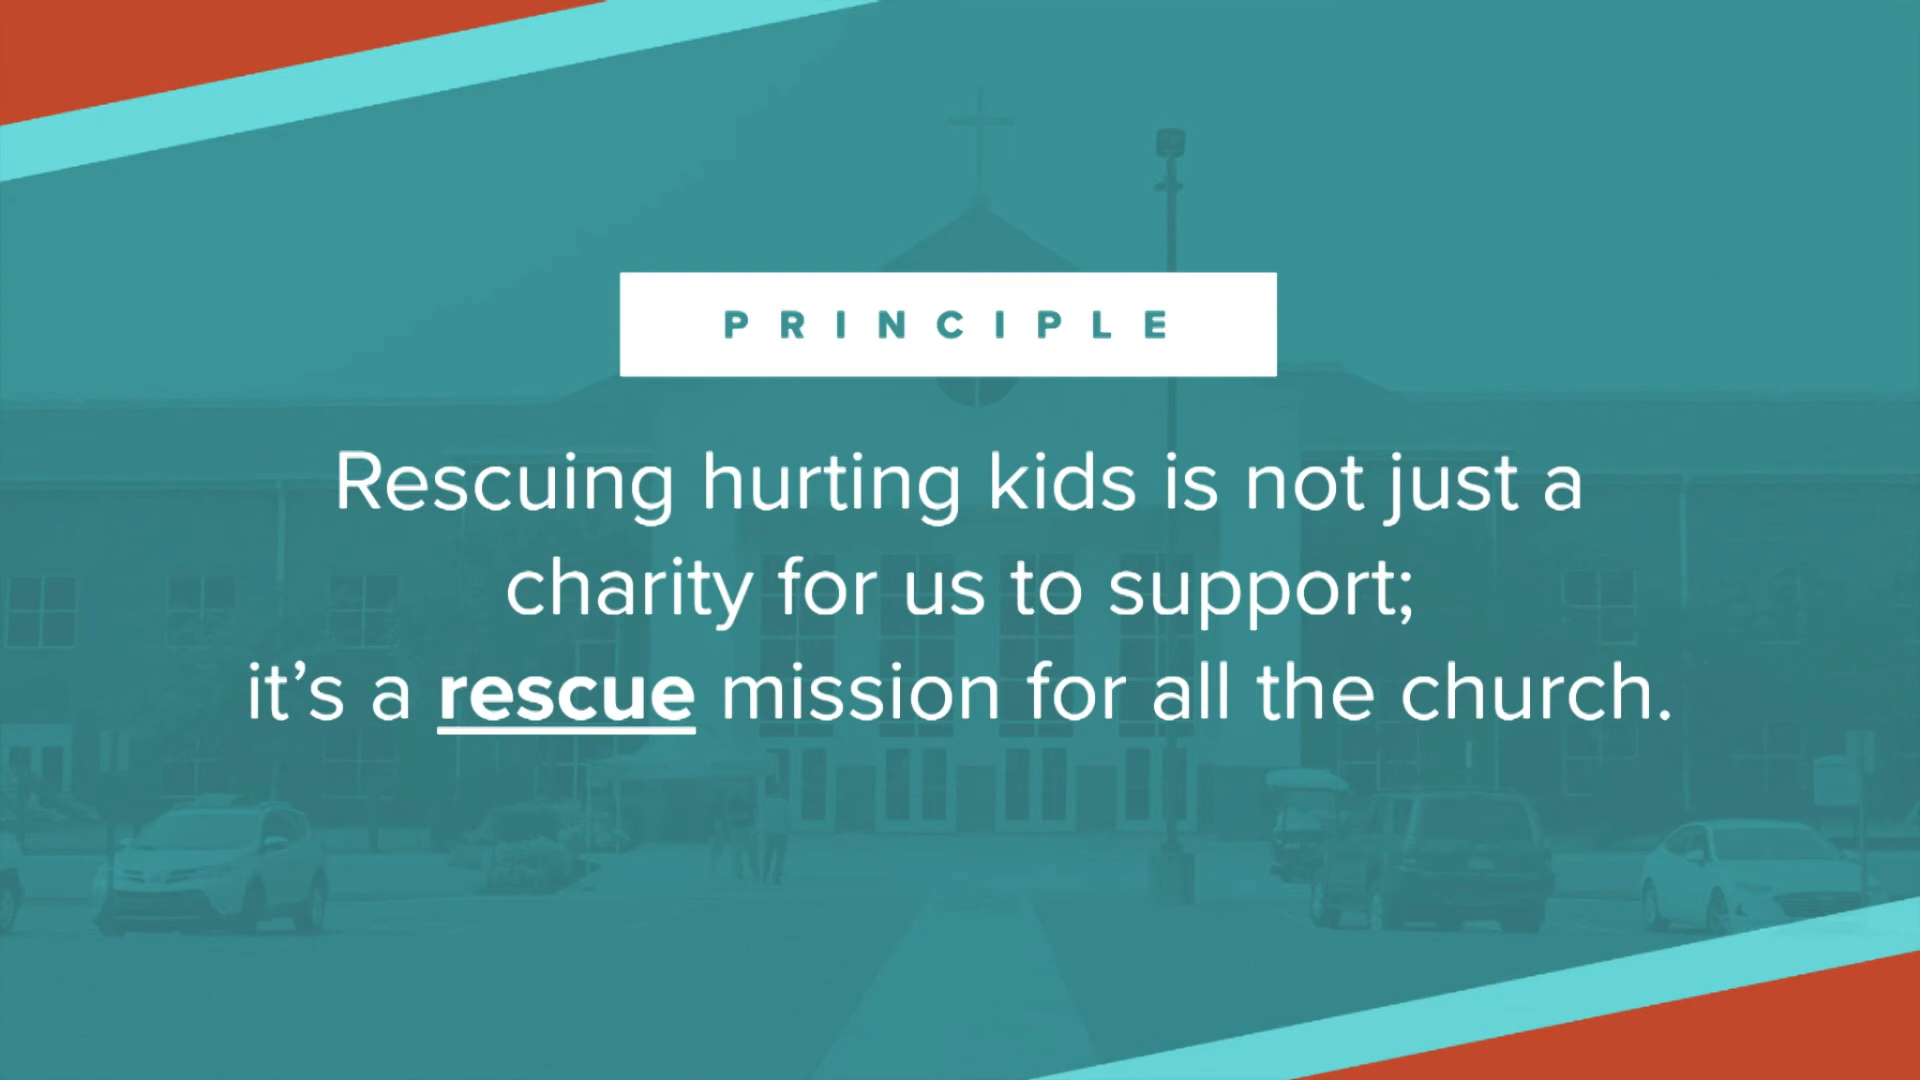 PRINCIPLE
Rescuing hurting kids is not just a
charity for us to support;
it’s a rescue mission for all the church.